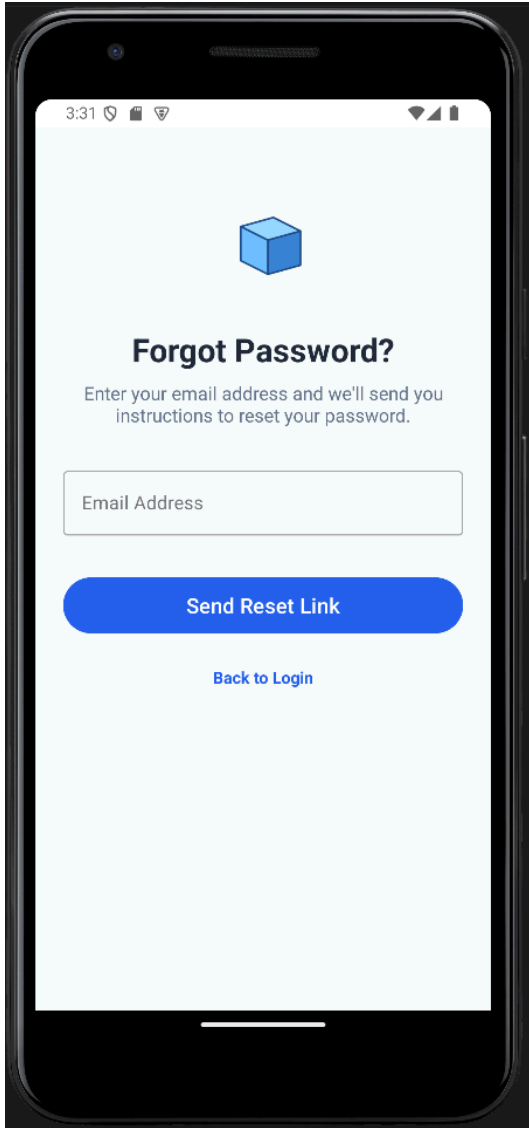 3:31
Forgot Password?
Enter your email address and we'll send you
instructions to reset your password.
Email Address
Send Reset Link
Back to Login